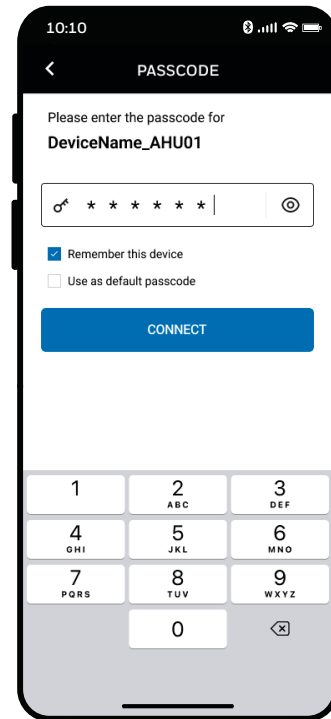 10:10
PASSCODE
Please enter the passcode for
DeviceName_AHU01
* * * * * *
Remember this device
Use as default passcode
CONNECT
1 2 3
ABC DEF
4 5 6
GHI JKL MNO
7 8 9
PQRS TUV WXYZ
0